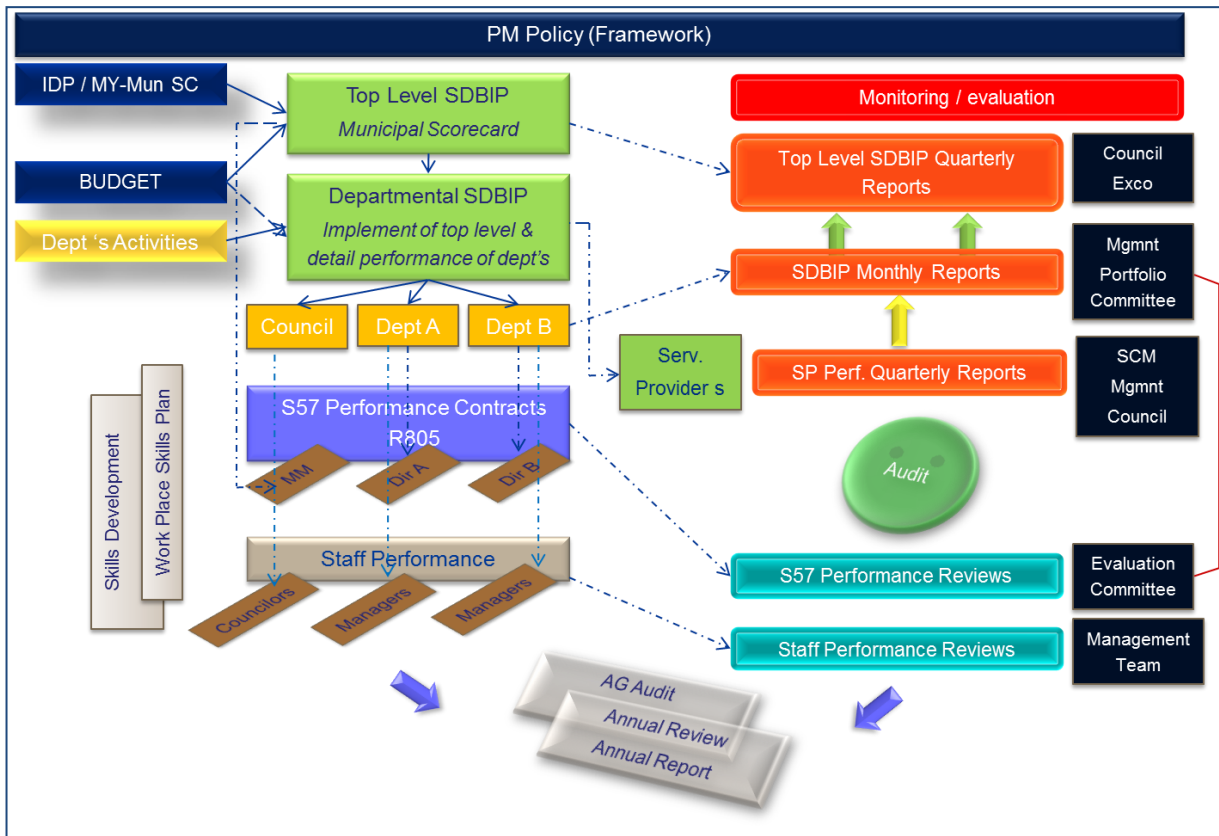 PM Policy (Framework)
IDP / MY-Mun SC
BUDGET
Dept ‘s Activities
Top Level SDBIP
Municipal Scorecard
Departmental SDBIP
Implement of top level &
detail performance of dept’s
Council
Dept A
Dept B
Serv.
Provider s
S57 Performance Contracts
R805
MM
Dir A
Dir B
Skills Development
Work Place Skills Plan
Staff Performance
Councilors
Managers
Managers
Monitoring / evaluation
Top Level SDBIP Quarterly
Reports
Council
Exco
SDBIP Monthly Reports
Mgmnt
Portfolio
Committee
SP Perf. Quarterly Reports
SCM
Mgmnt
Council
Audit
S57 Performance Reviews
Evaluation
Committee
Staff Performance Reviews
Management
Team
AG Audit
Annual Review
Annual Report